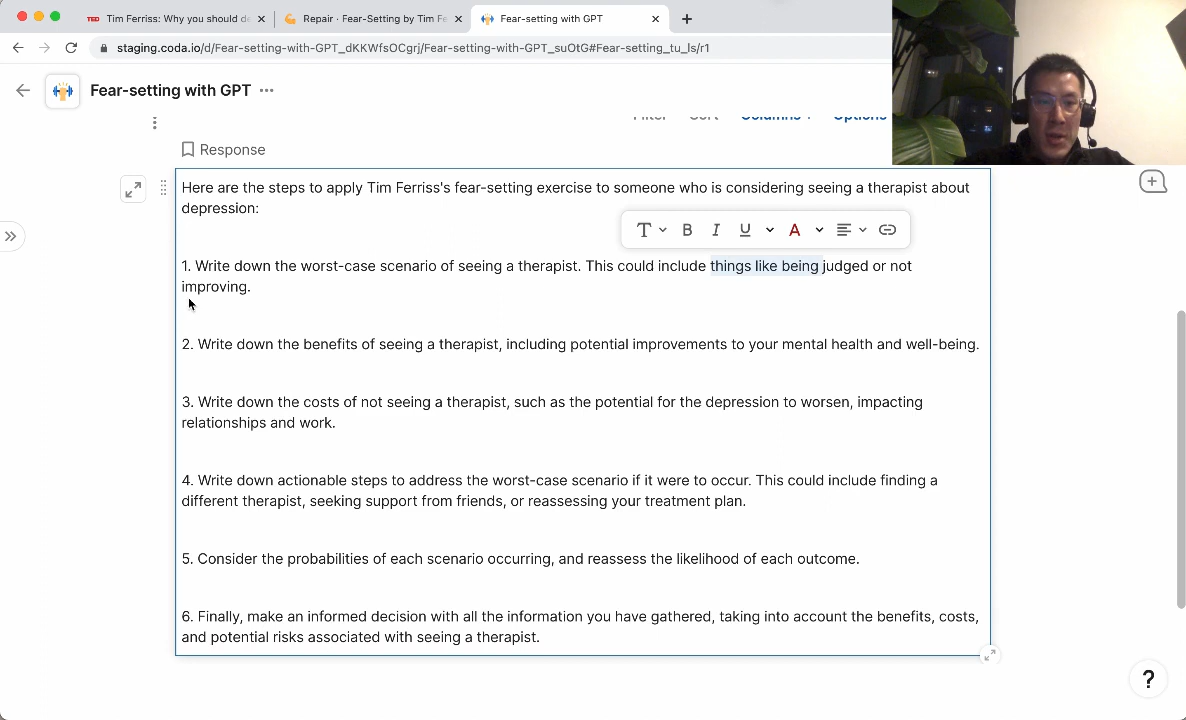 TED Tim Ferriss: Why you should de
Repair · Fear-Setting by Tim Fe
Fear-setting with GPT
staging.coda.io/d/Fear-setting-with-GPT_dKKWfsOCgrj/Fear-setting-with-GPT_suOtG#Fear-setting_tu_ls/r1
Fear-setting with GPT
Filter Sort Columns Options
Response
Here are the steps to apply Tim Ferriss's fear-setting exercise to someone who is considering seeing a therapist about
depression:
T B I U A
1. Write down the worst-case scenario of seeing a therapist. This could include things like being judged or not
improving.
2. Write down the benefits of seeing a therapist, including potential improvements to your mental health and well-being.
3. Write down the costs of not seeing a therapist, such as the potential for the depression to worsen, impacting
relationships and work.
4. Write down actionable steps to address the worst-case scenario if it were to occur. This could include finding a
different therapist, seeking support from friends, or reassessing your treatment plan.
5. Consider the probabilities of each scenario occurring, and reassess the likelihood of each outcome.
6. Finally, make an informed decision with all the information you have gathered, taking into account the benefits, costs,
and potential risks associated with seeing a therapist.
?